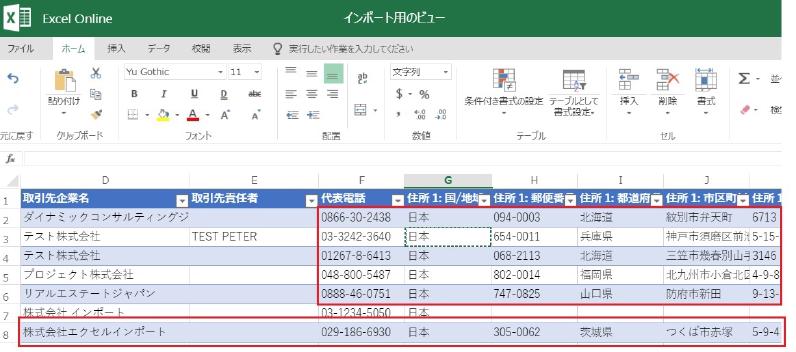 Excel Online インポート用のビュー
ファイル ホーム 挿入 データ 校閲 表示 実行したい作業を入力してください
貼り付け Yu Gothic 11 文字列 条件付き書式の設定 テーブルとして書式設定 挿入 削除 書式
B I U D abc
$ %
元に戻す クリップボード フォント 配置 数値 テーブル セル
fx
D E F G H I J
1 取引先企業名 取引先責任者 代表電話 住所 1: 国/地域 住所 1: 郵便番 住所 1: 都道府 住所 1: 市区町 住所 1
2 ダイナミックコンサルティング 0866-30-2438 日本 094-0003 北海道 紋別市弁天町 6713
3 テスト株式会社 TEST PETER 03-3242-3640 日本 654-0011 兵庫県 神戸市須磨区前池 5-15-
4 テスト株式会社 01267-8-6413 日本 068-2113 北海道 三笠市幾春別山手 3146
5 プロジェクト株式会社 048-800-5487 日本 802-0014 福岡県 北九州市小倉北区 4-9-8
6 リアルエステートジャパン 0888-46-0751 日本 747-0825 山口県 防府市新田 9-13-
7 株式会社 インポート 03-1234-5050 日本
8 株式会社エクセルインポート 029-186-6930 日本 305-0062 茨城県 つくば市赤塚 5-9-4